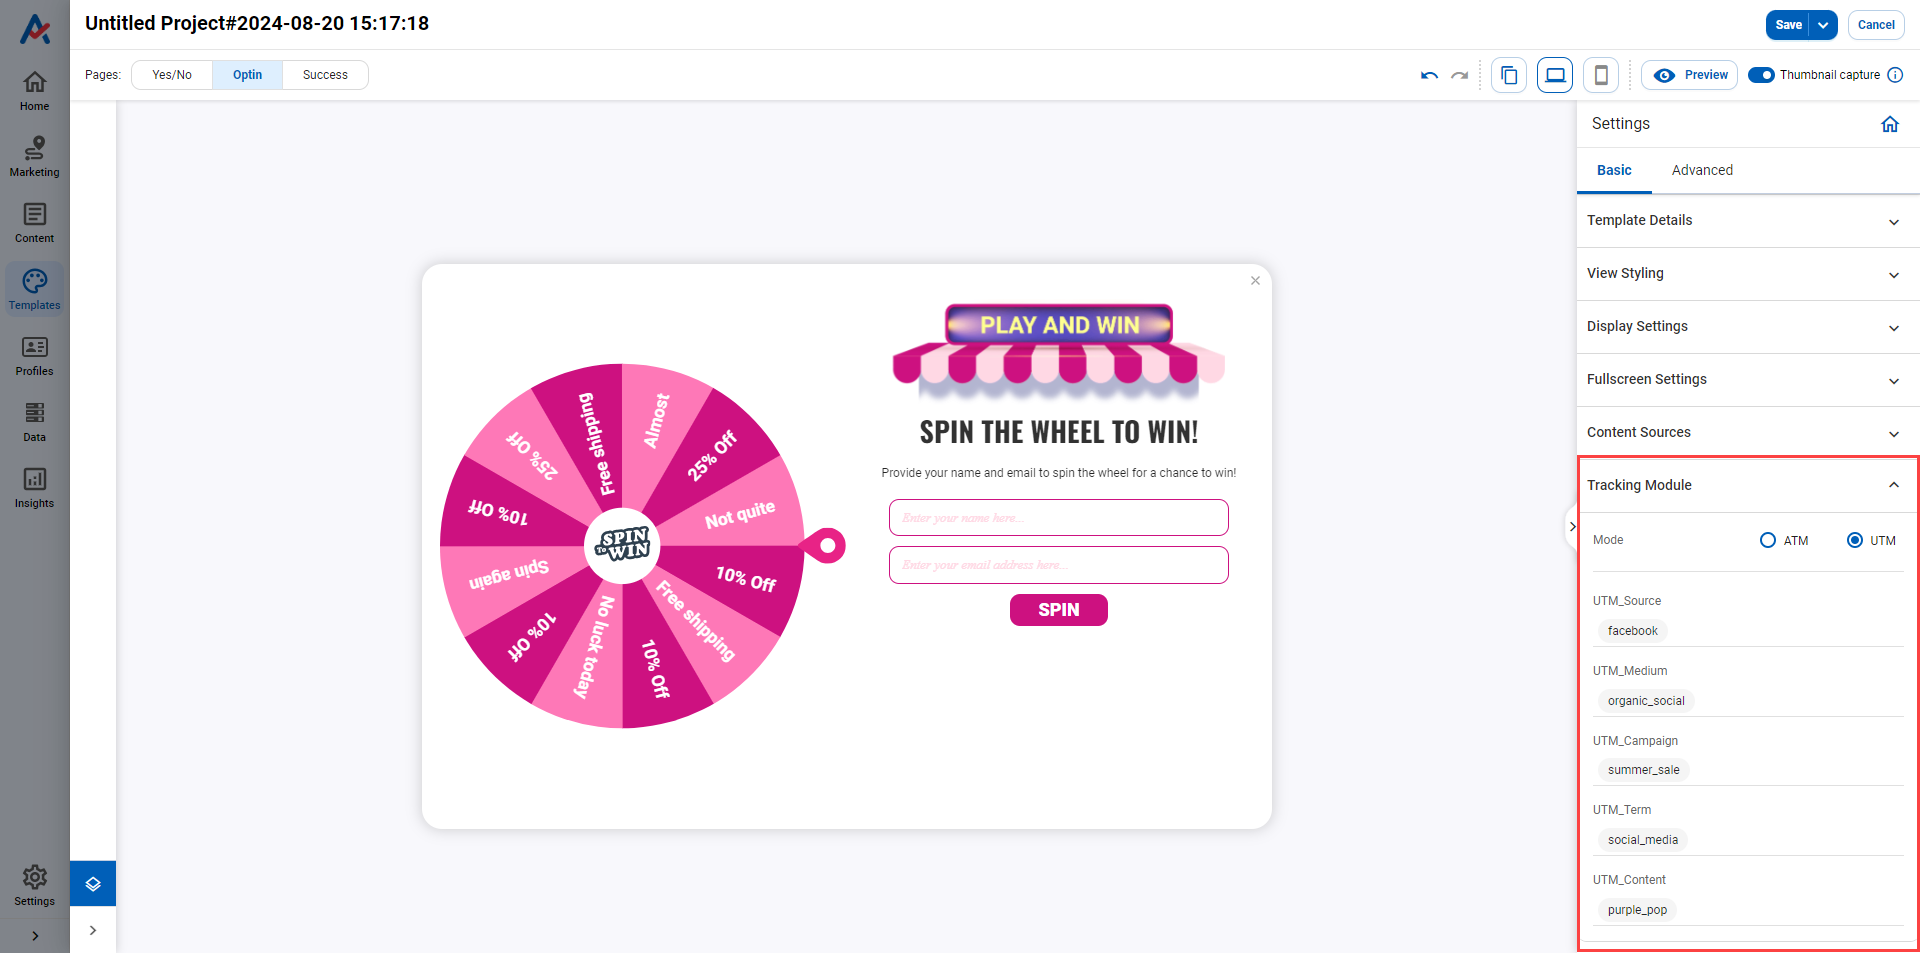 Untitled Project#2024-08-20 15:17:18
Save
Cancel
Pages:
Yes/No
Optin
Success
Preview
Thumbnail capture
Home
Marketing
Content
Templates
Profiles
Data
Insights
Settings
Free shipping
Almost
25% Off
Not quite
10% Off
Free shipping
10% Off
No luck today
10% Off
Spin again
10% Off
25% Off
SPIN
TO
WIN
PLAY AND WIN
SPIN THE WHEEL TO WIN!
Provide your name and email to spin the wheel for a chance to win!
Enter your name here...
Enter your email address here...
SPIN
Settings
Basic
Advanced
Template Details
View Styling
Display Settings
Fullscreen Settings
Content Sources
Tracking Module
Mode
ATM
UTM
UTM_Source
facebook
UTM_Medium
organic_social
UTM_Campaign
summer_sale
UTM_Term
social_media
UTM_Content
purple_pop